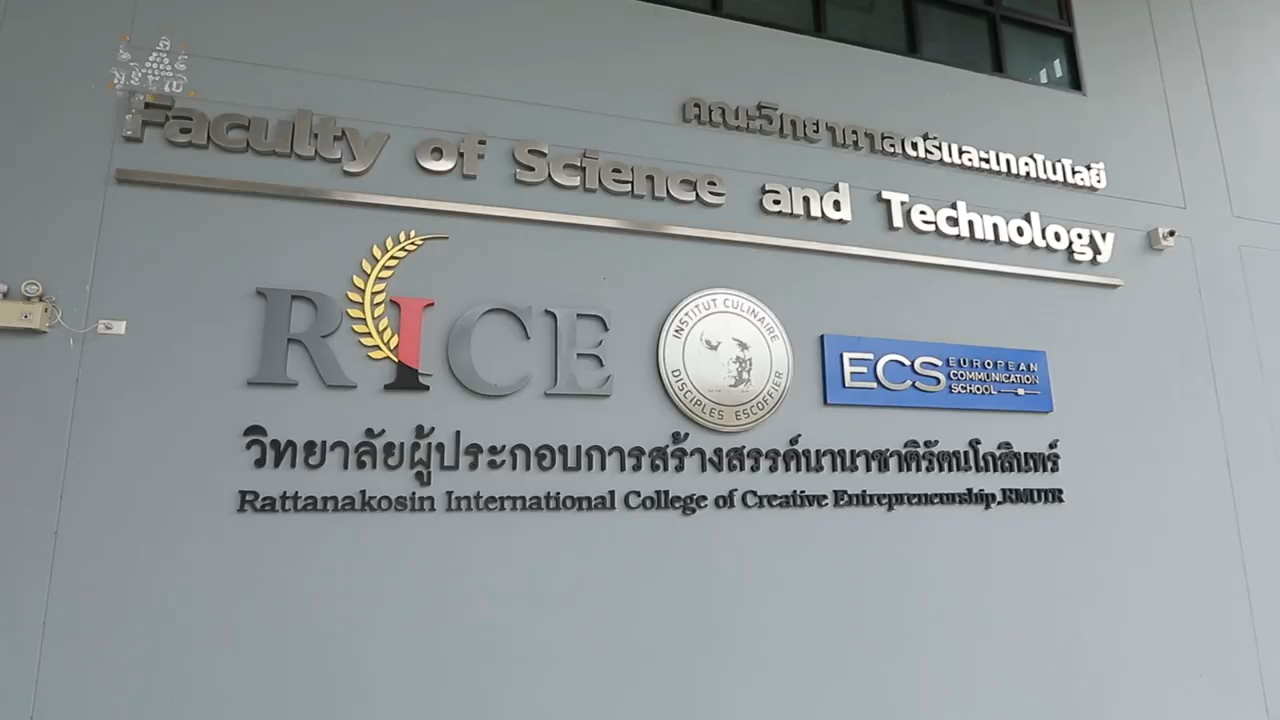 คณะวิทยาศาสตร์และเทคโนโลยี
Faculty of Science and Technology
RICE
INSTITUT CULINAIRE
DISCIPLES ESCOFFIER
ECS
EUROPEAN
COMMUNICATION
SCHOOL
วิทยาลัยผู้ประกอบการสร้างสรรค์นานาชาติรัตนโกสินทร์
Rattanakosin International College of Creative Entrepreneurship,RMUTR